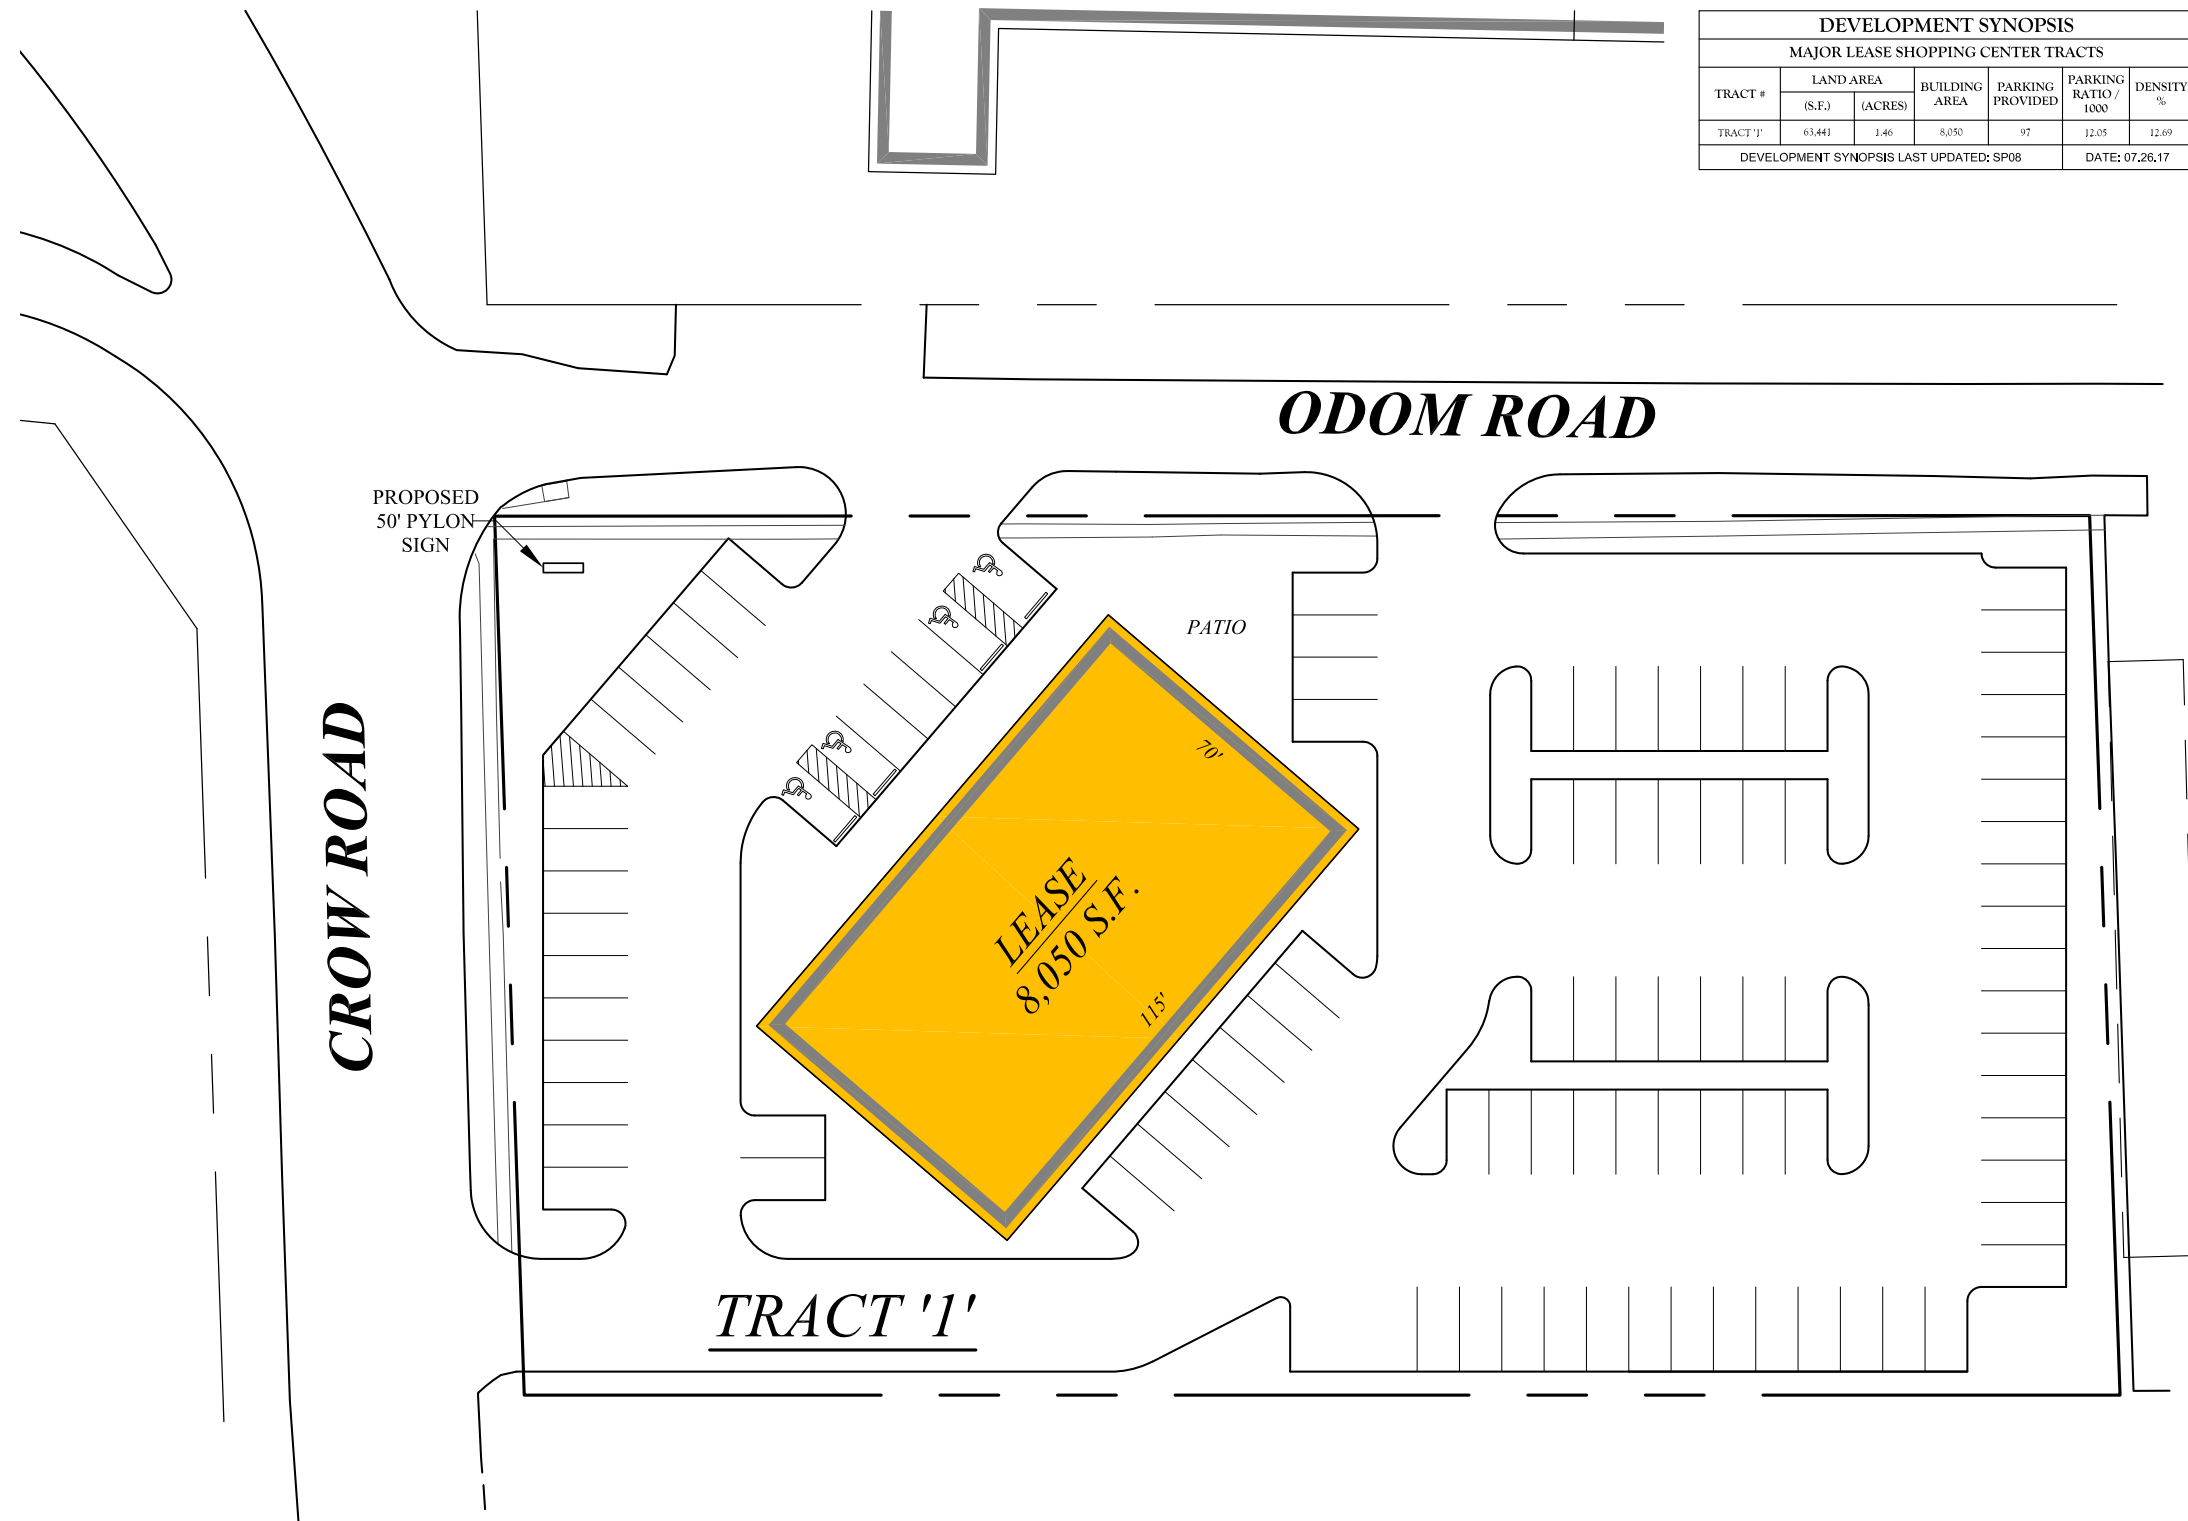 DEVELOPMENT SYNOPSIS
MAJOR LEASE SHOPPING CENTER TRACTS
TRACT #
LAND AREA
(S.F.)
(ACRES)
BUILDING
AREA
PARKING
PROVIDED
PARKING
RATIO /
1000
DENSITY
%
TRACT '1'
63,441
1.46
8,050
97
12.05
12.69
DEVELOPMENT SYNOPSIS LAST UPDATED: SP08
DATE: 07.26.17
ODOM ROAD
PROPOSED
50' PYLON
SIGN
PATIO
70'
CROW ROAD
LEASE
8,050 S.F.
115'
TRACT '1'